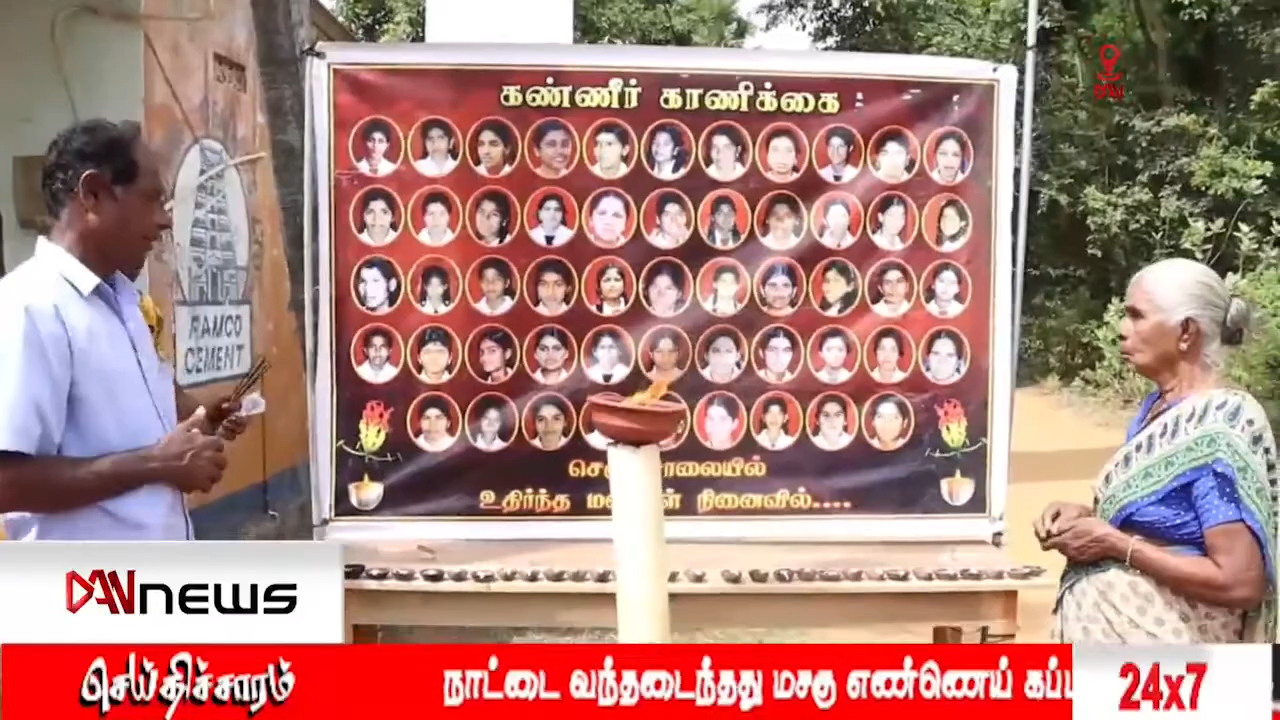 கண்ணீர் காணிக்கை
RAMCO
CEMENT
உதிர்ந்த நினைவில்....
DAN news
செய்திச்சாரம்
நாட்டை வந்தடைந்தது மசகு எண்ணெய் கப்ப
24x7